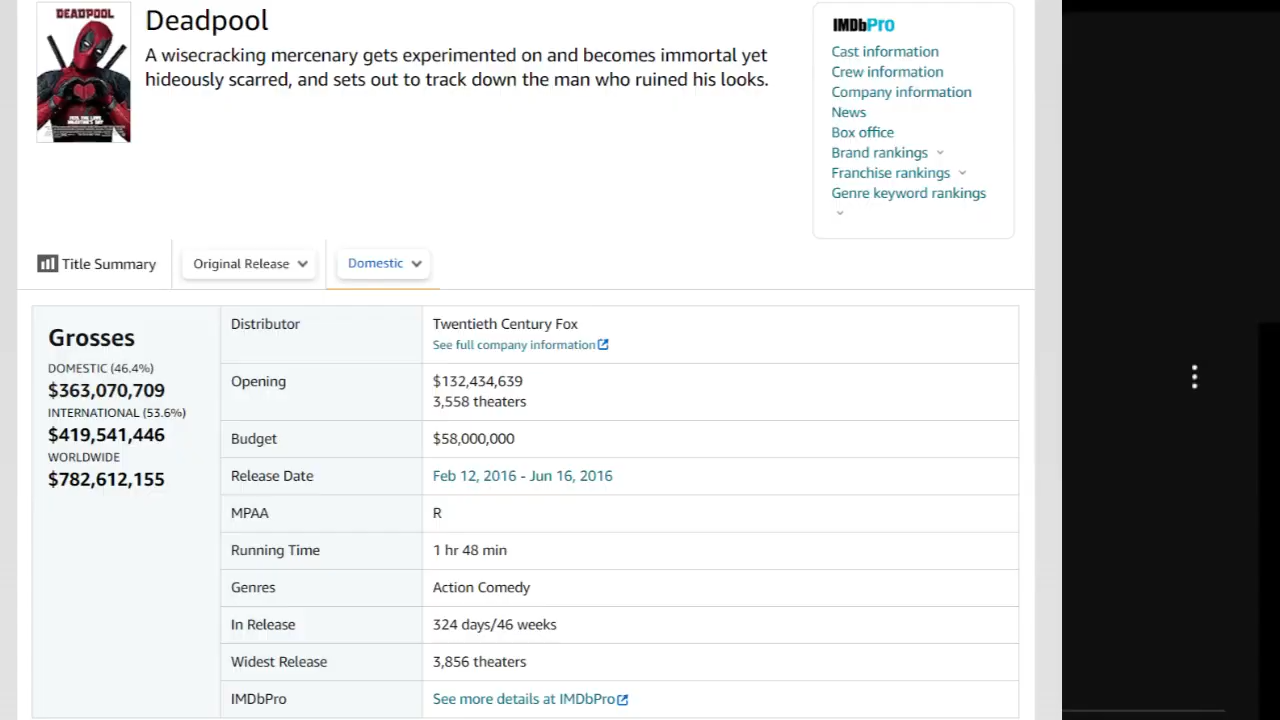 DEADPOOL
Deadpool
A wisecracking mercenary gets experimented on and becomes immortal yet
hideously scarred, and sets out to track down the man who ruined his looks.
IMDbPro
Cast information
Crew information
Company information
News
Box office
Brand rankings
Franchise rankings
Genre keyword rankings
Title Summary
Original Release
Domestic
Grosses
DOMESTIC (46.4%)
$363,070,709
INTERNATIONAL (53.6%)
$419,541,446
WORLDWIDE
$782,612,155
Distributor
Twentieth Century Fox
See full company information
Opening
$132,434,639
3,558 theaters
Budget
$58,000,000
Release Date
Feb 12, 2016 - Jun 16, 2016
MPAA
R
Running Time
1 hr 48 min
Genres
Action Comedy
In Release
324 days/46 weeks
Widest Release
3,856 theaters
IMDbPro
See more details at IMDbPro